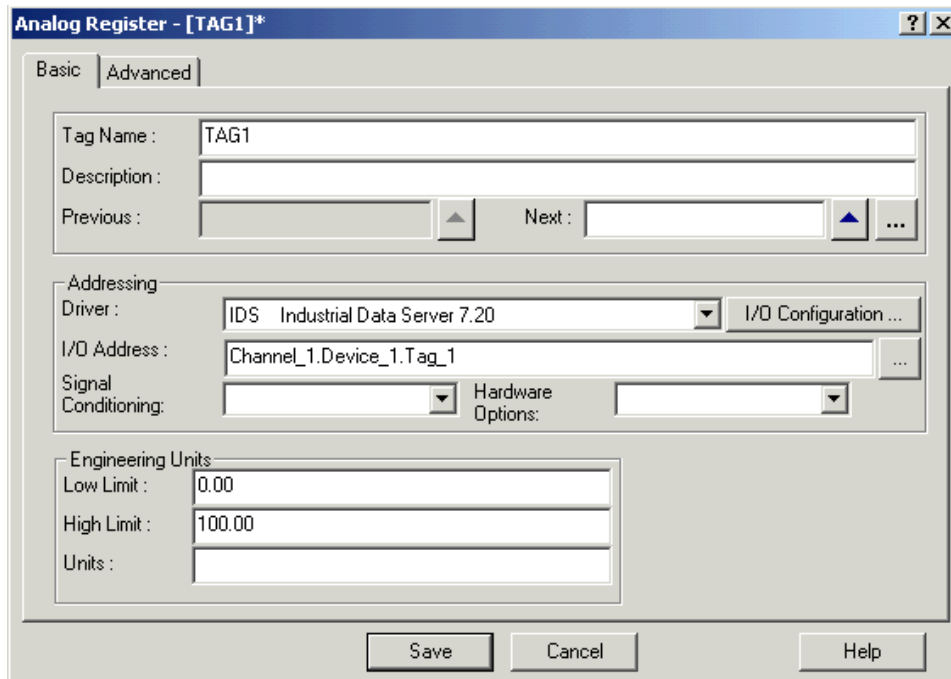 Analog Register - [TAG1]*
Basic Advanced
Tag Name : TAG1
Description :
Previous : Next : ...
Addressing
Driver : IDS Industrial Data Server 7.20 I/O Configuration ...
I/O Address : Channel_1.Device_1.Tag_1 ...
Signal Conditioning: Hardware Options:
Engineering Units
Low Limit : 0.00
High Limit : 100.00
Units :
Save Cancel Help